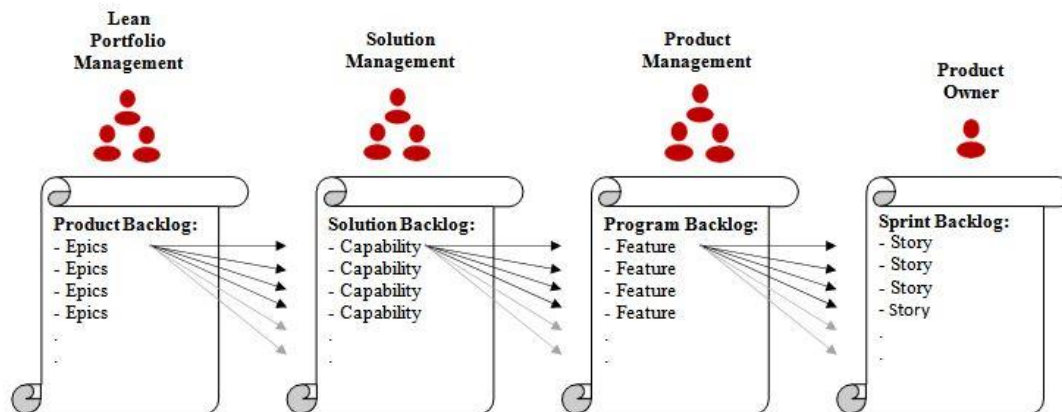 Lean
Portfolio
Management
Solution
Management
Product
Management
Product
Owner
Product Backlog:
- Epics
- Epics
- Epics
- Epics
.
.
Solution Backlog:
- Capability
- Capability
- Capability
- Capability
.
.
Program Backlog:
- Feature
- Feature
- Feature
- Feature
.
.
Sprint Backlog:
- Story
- Story
- Story
- Story
.
.